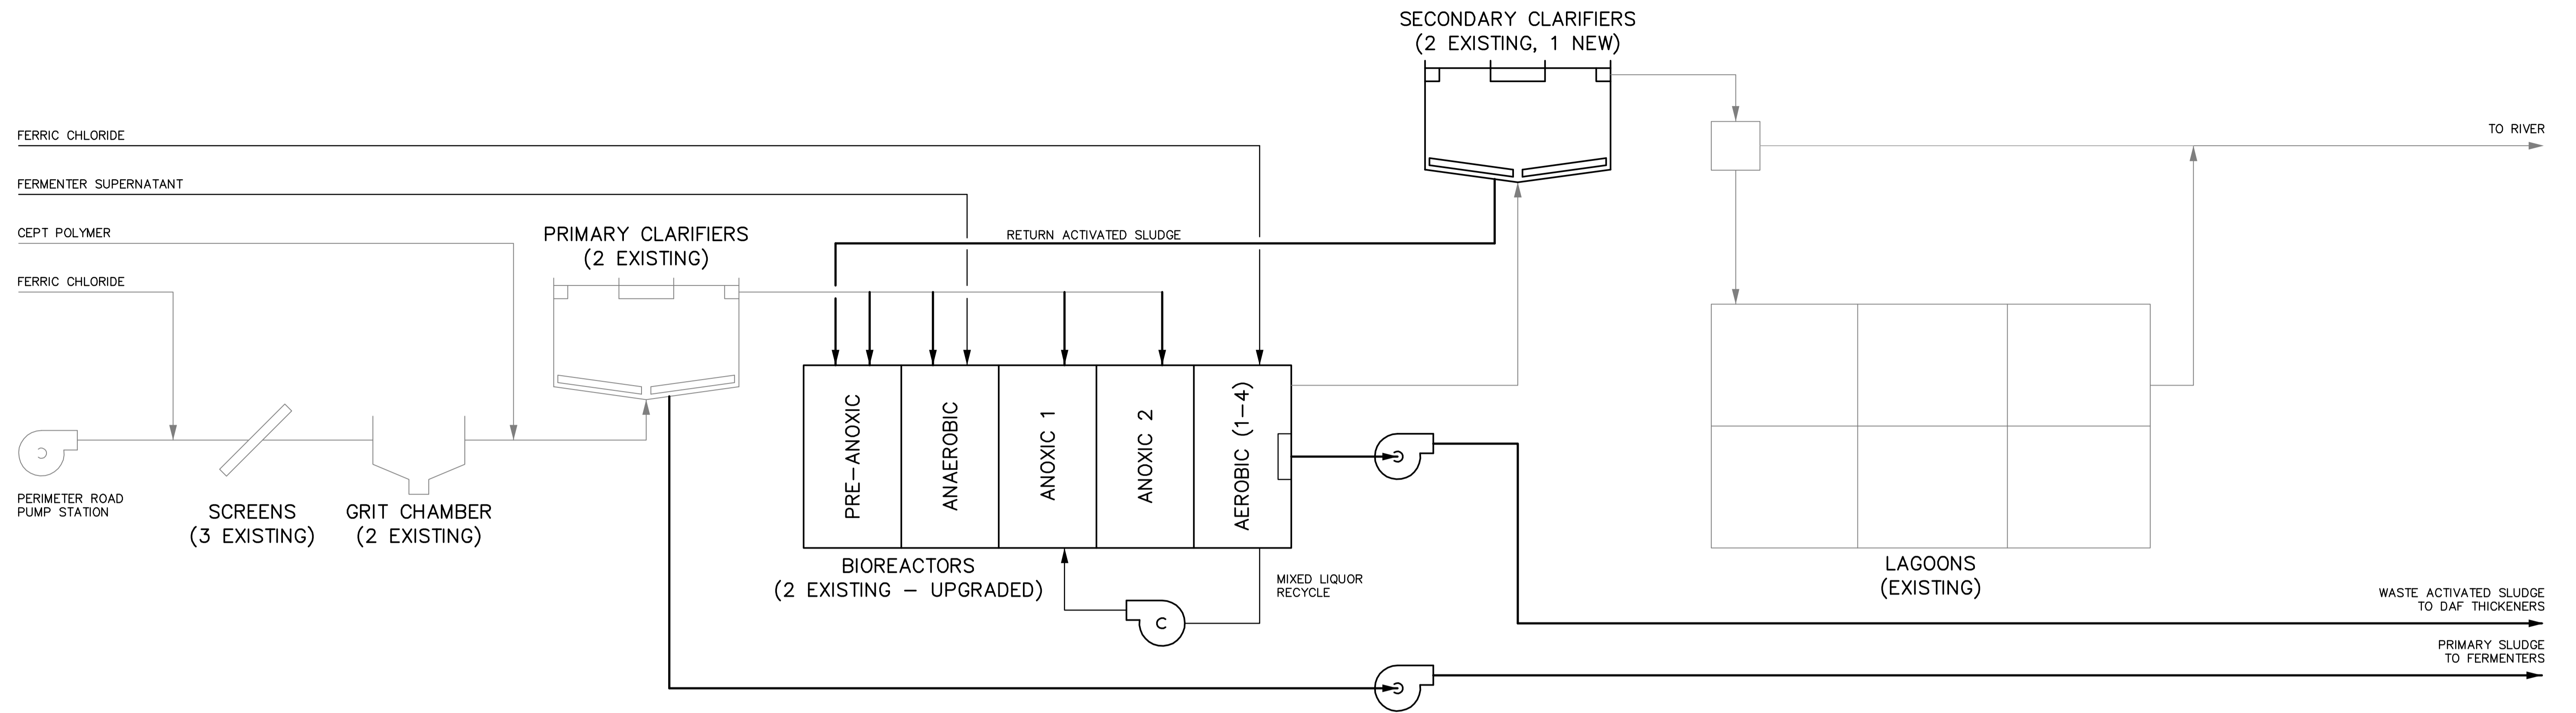 SECONDARY CLARIFIERS
(2 EXISTING, 1 NEW)
FERRIC CHLORIDE
TO RIVER
FERMENTER SUPERNATANT
CEPT POLYMER
PRIMARY CLARIFIERS
(2 EXISTING)
RETURN ACTIVATED SLUDGE
FERRIC CHLORIDE
PERIMETER ROAD
PUMP STATION
SCREENS
(3 EXISTING)
GRIT CHAMBER
(2 EXISTING)
PRE-ANOXIC
ANAEROBIC
ANOXIC 1
ANOXIC 2
AEROBIC (1-4)
BIOREACTORS
(2 EXISTING - UPGRADED)
MIXED LIQUOR
RECYCLE
LAGOONS
(EXISTING)
WASTE ACTIVATED SLUDGE
TO DAF THICKENERS
PRIMARY SLUDGE
TO FERMENTERS